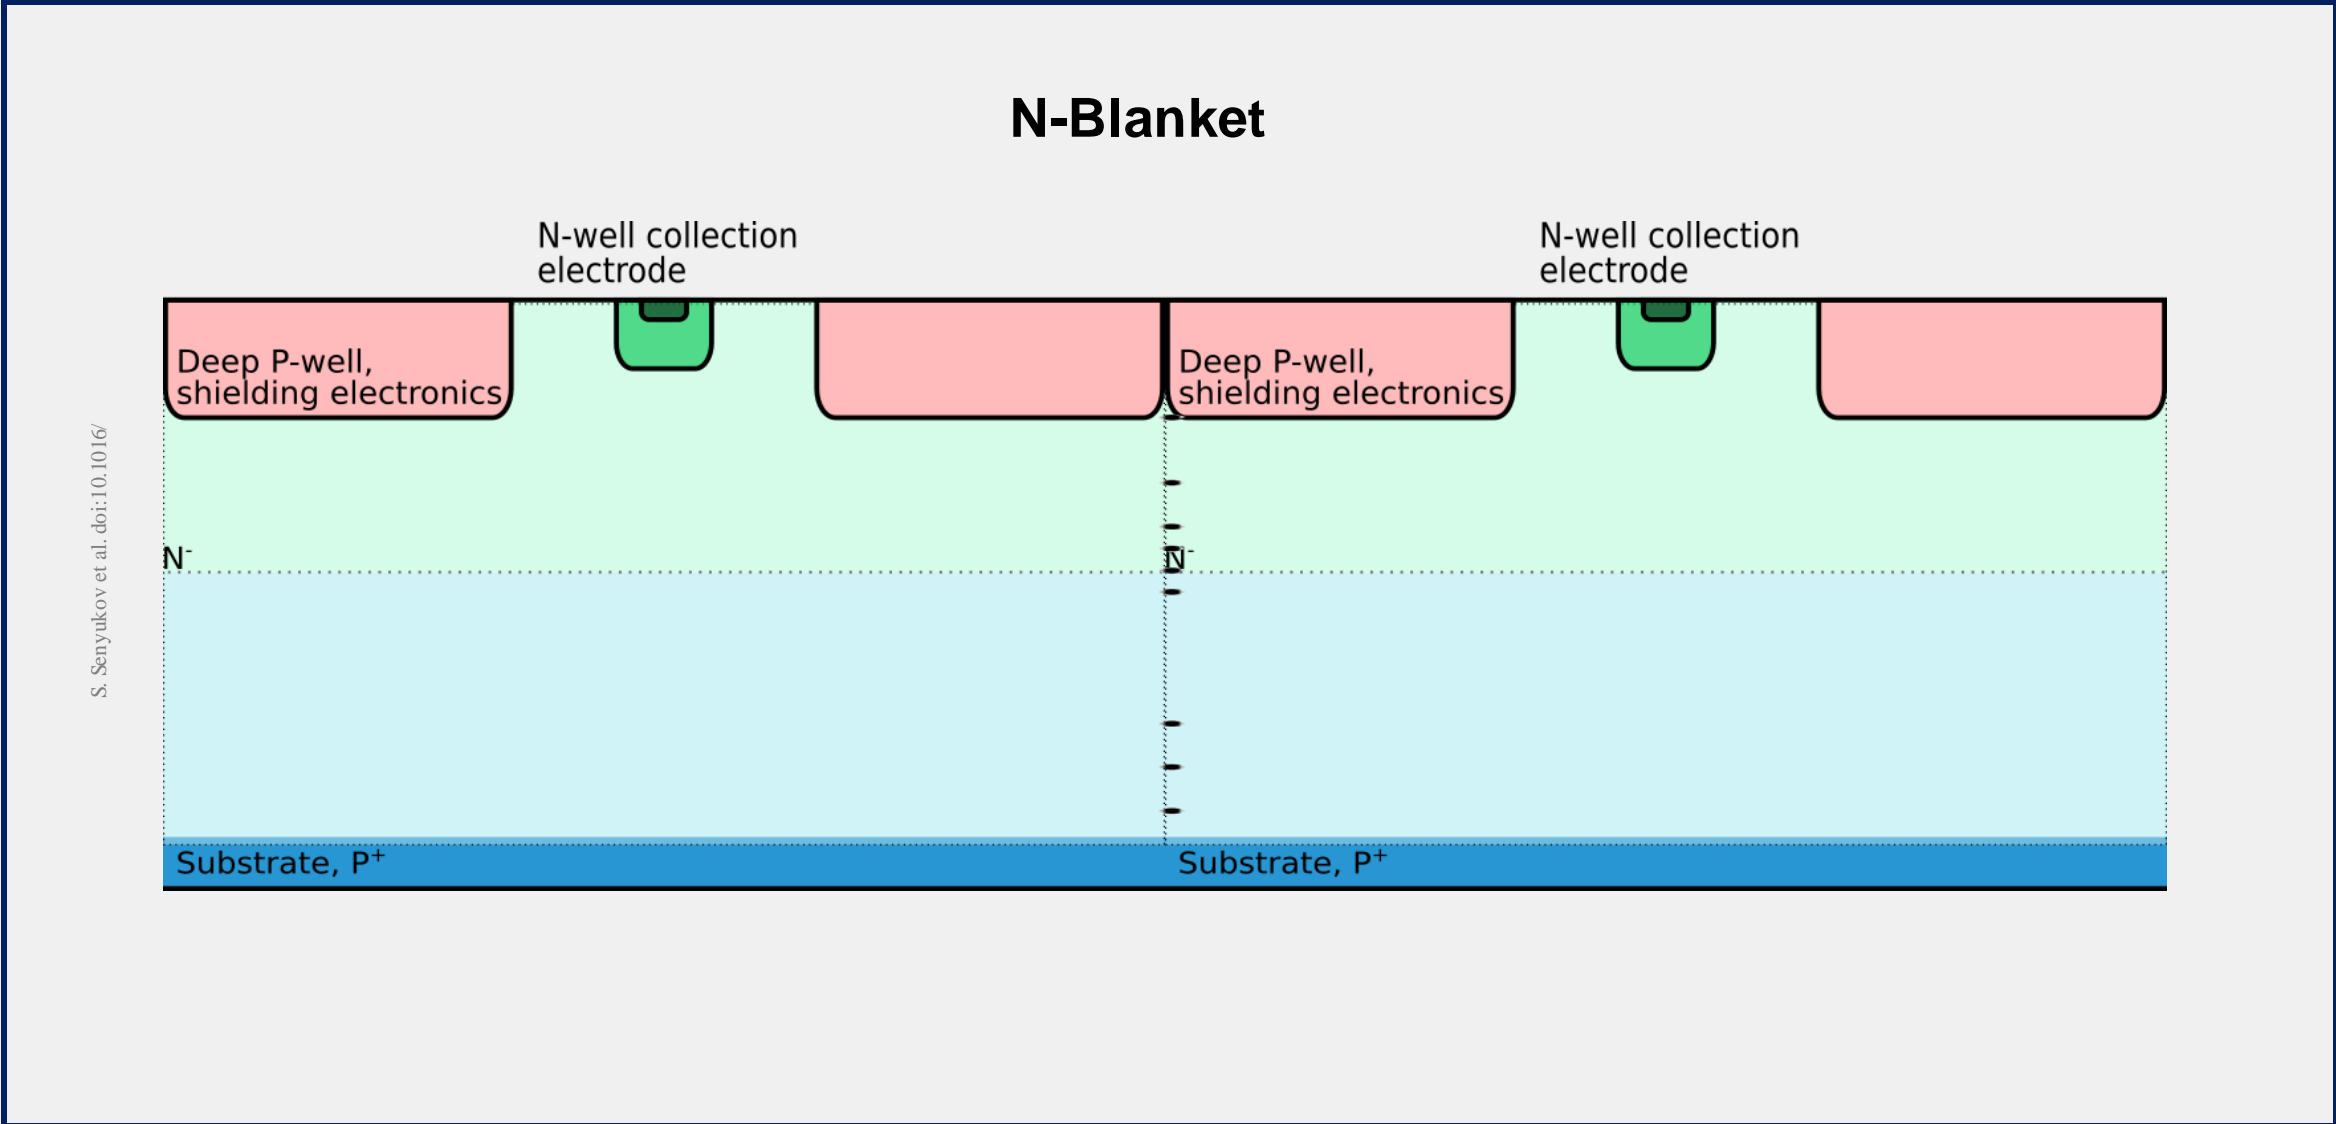 N-Blanket
N-well collection
electrode
N-well collection
electrode
Deep P-well,
shielding electronics
Deep P-well,
shielding electronics
S. Senyukov et al. doi:10.1016/
N⁻
N⁻
Substrate, P⁺
Substrate, P⁺